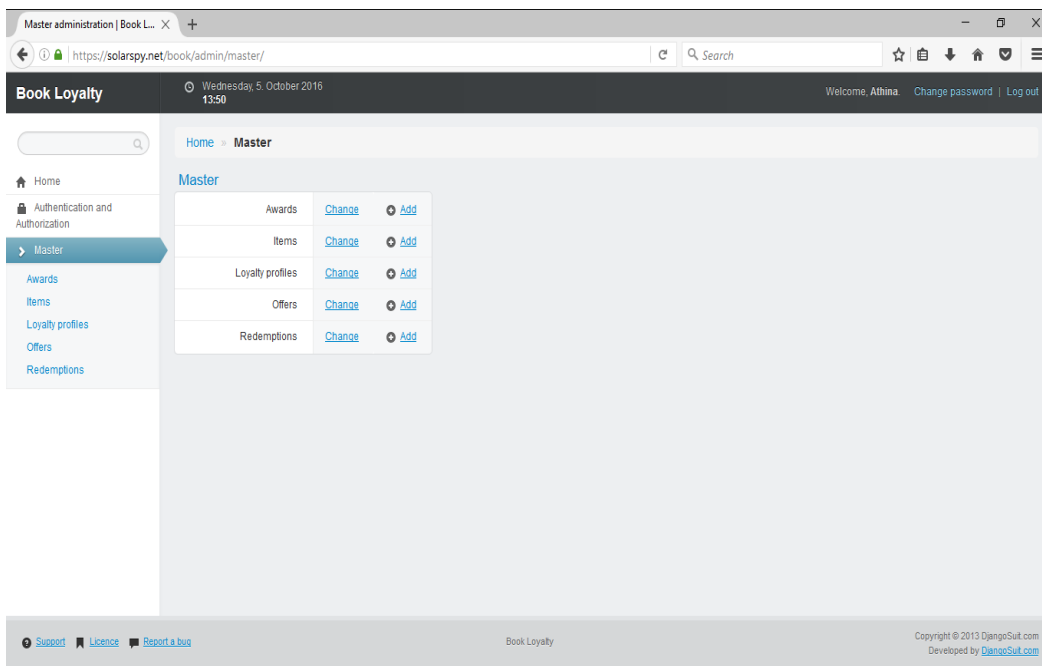 Master administration | Book L...
https://solarspy.net/book/admin/master/
Search
Book Loyalty
Wednesday, 5. October 2016
13:50
Welcome, Athina. Change password | Log out
Home » Master
Home
Authentication and
Authorization
Master
Awards
Items
Loyalty profiles
Offers
Redemptions
Master
Awards Change Add
Items Change Add
Loyalty profiles Change Add
Offers Change Add
Redemptions Change Add
Support Licence Report a bug
Book Loyalty
Copyright © 2013 DjangoSuit.com
Developed by DjangoSuit.com